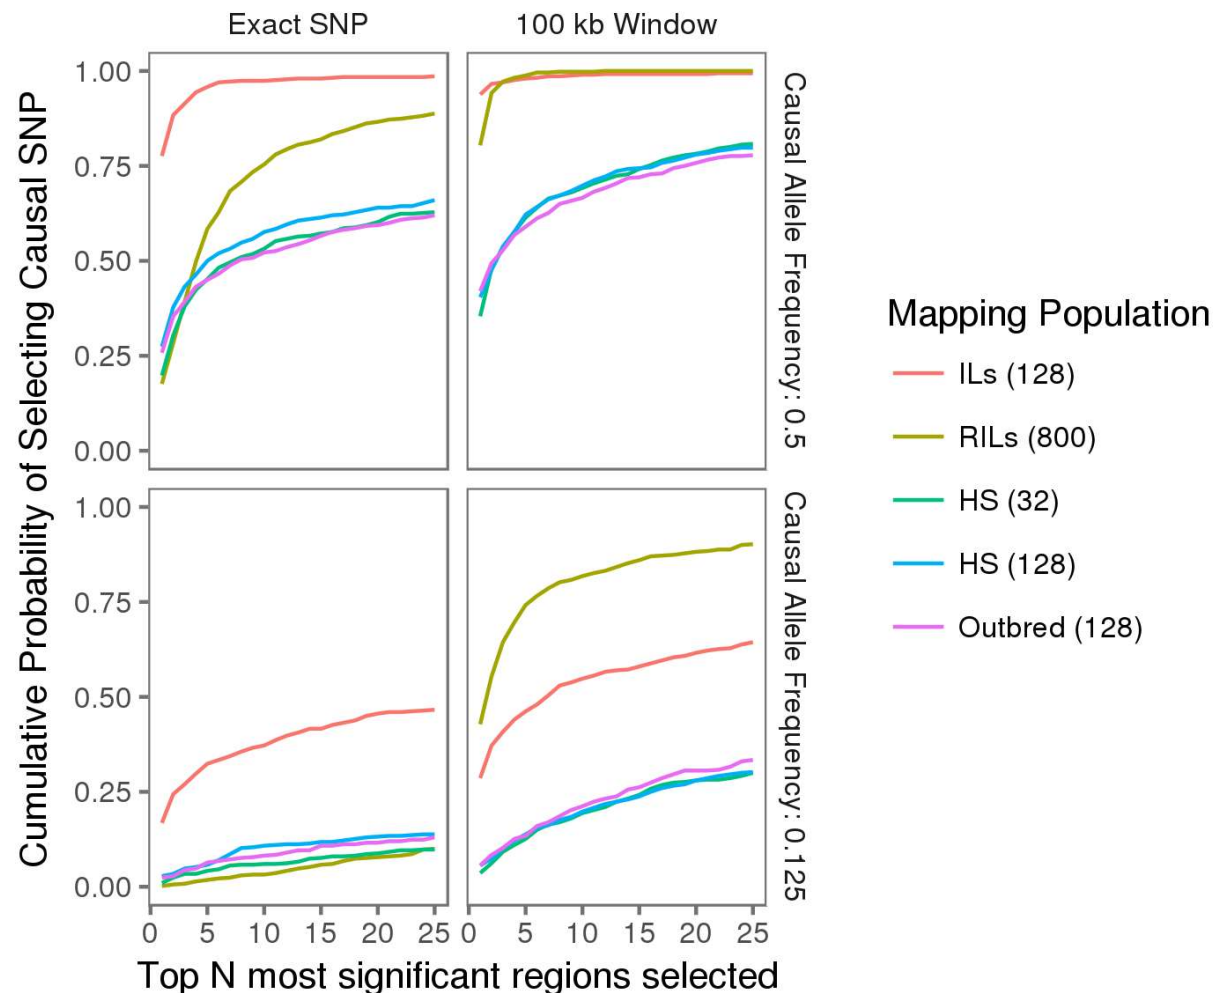 Exact SNP
100 kb Window
Cumulative Probability of Selecting Causal SNP
1.00
0.75
0.50
0.25
0.00
Causal Allele Frequency: 0.5
1.00
0.75
0.50
0.25
0.00
Causal Allele Frequency: 0.125
0 5 10 15 20 25
0 5 10 15 20 25
Top N most significant regions selected
Mapping Population
ILs (128)
RILs (800)
HS (32)
HS (128)
Outbred (128)